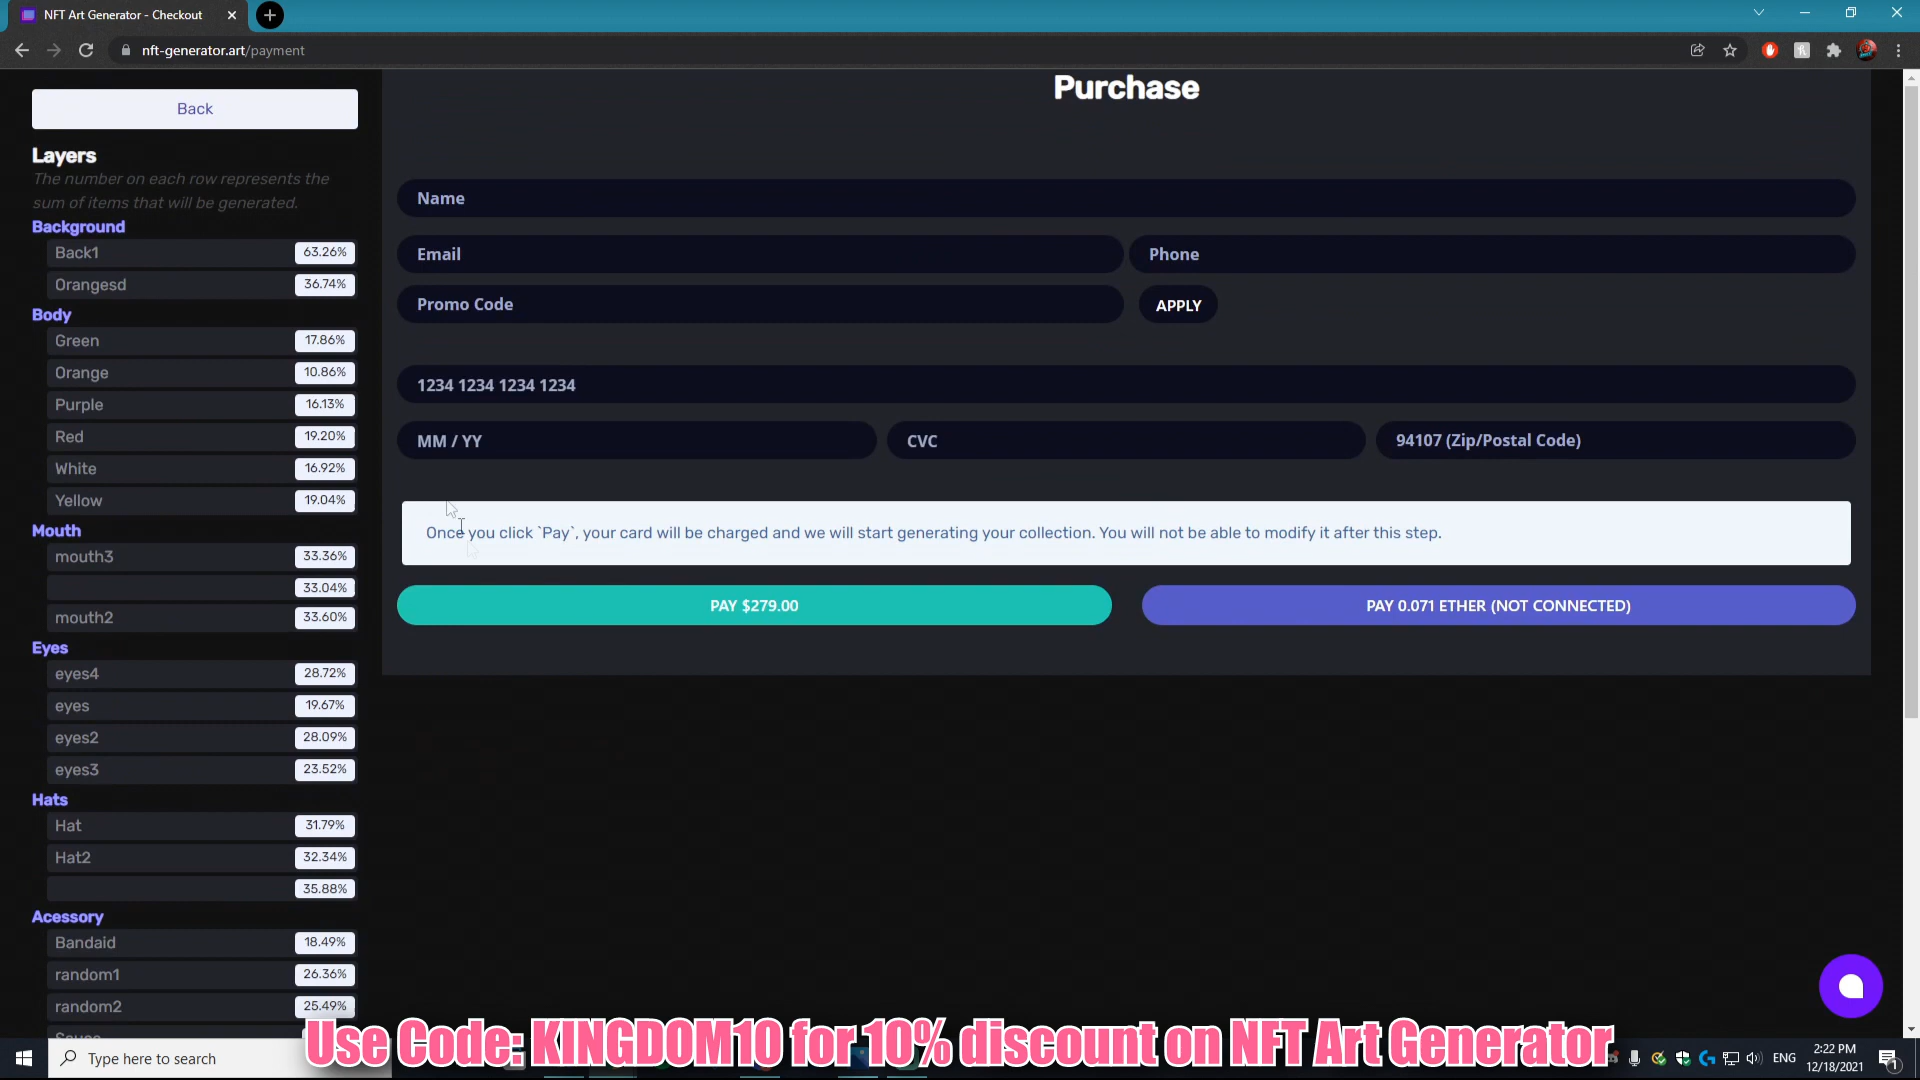 NFT Art Generator - Checkout
nft-generator.art/payment
Back
Layers
The number on each row represents the
sum of items that will be generated.
Background
Back1 63.26%
Orangesd 36.74%
Body
Green 17.86%
Orange 10.86%
Purple 16.13%
Red 19.20%
White 16.92%
Yellow 19.04%
Mouth
mouth3 33.36%
33.04%
mouth2 33.60%
Eyes
eyes4 28.72%
eyes 19.67%
eyes2 28.09%
eyes3 23.52%
Hats
Hat 31.79%
Hat2 32.34%
35.88%
Acessory
Bandaid 18.49%
random1 26.36%
random2 25.49%
Purchase
Name
Email Phone
Promo Code APPLY
1234 1234 1234 1234
MM / YY CVC 94107 (Zip/Postal Code)
Once you click `Pay`, your card will be charged and we will start generating your collection. You will not be able to modify it after this step.
PAY $279.00 PAY 0.071 ETHER (NOT CONNECTED)
Use Code: KINGDOM10 for 10% discount on NFT Art Generator
Type here to search
ENG 2:22 PM
12/18/2021
1